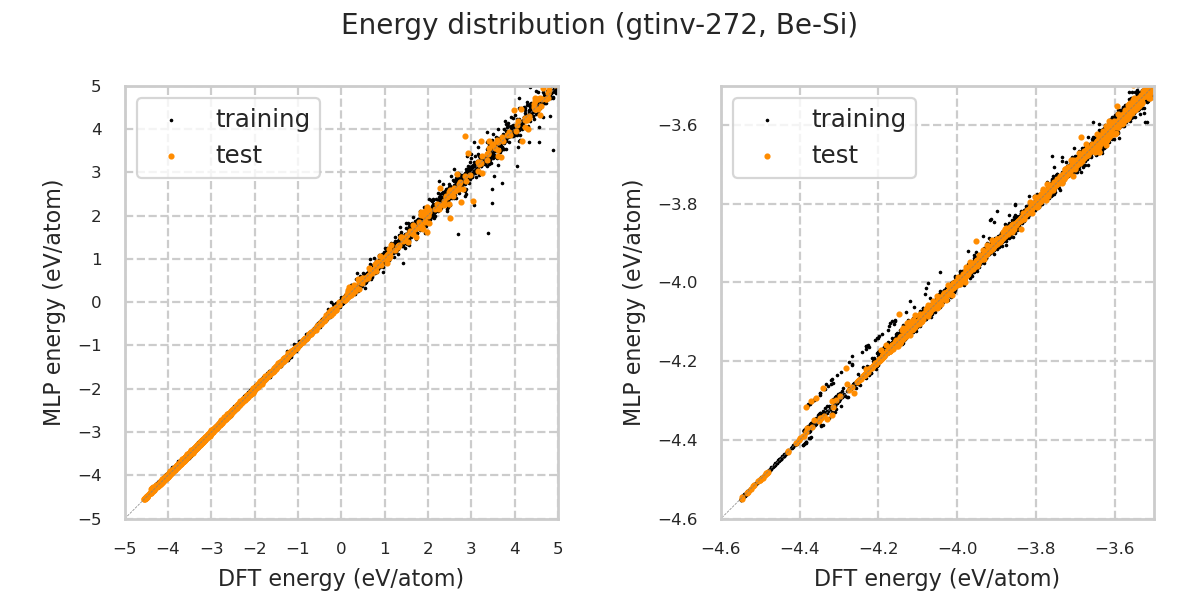 Energy distribution (gtinv-272, Be-Si)
MLP energy (eV/atom)
5
4
3
2
1
0
−1
−2
−3
−4
−5
training
test
−5 −4 −3 −2 −1 0 1 2 3 4 5
DFT energy (eV/atom)
MLP energy (eV/atom)
−3.6
−3.8
−4.0
−4.2
−4.4
−4.6
training
test
−4.6 −4.4 −4.2 −4.0 −3.8 −3.6
DFT energy (eV/atom)